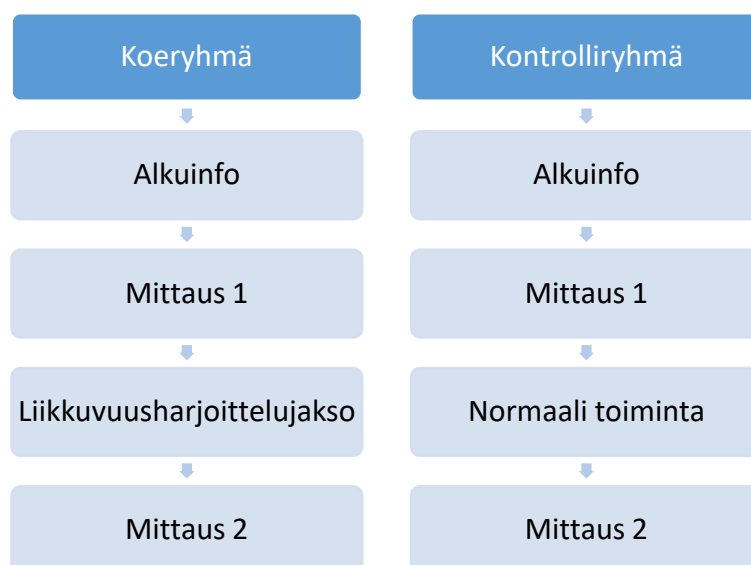 Koeryhmä
Alkuinfo
Mittaus 1
Liikkuvuusharjoittelujakso
Mittaus 2
Kontrolliryhmä
Alkuinfo
Mittaus 1
Normaali toiminta
Mittaus 2